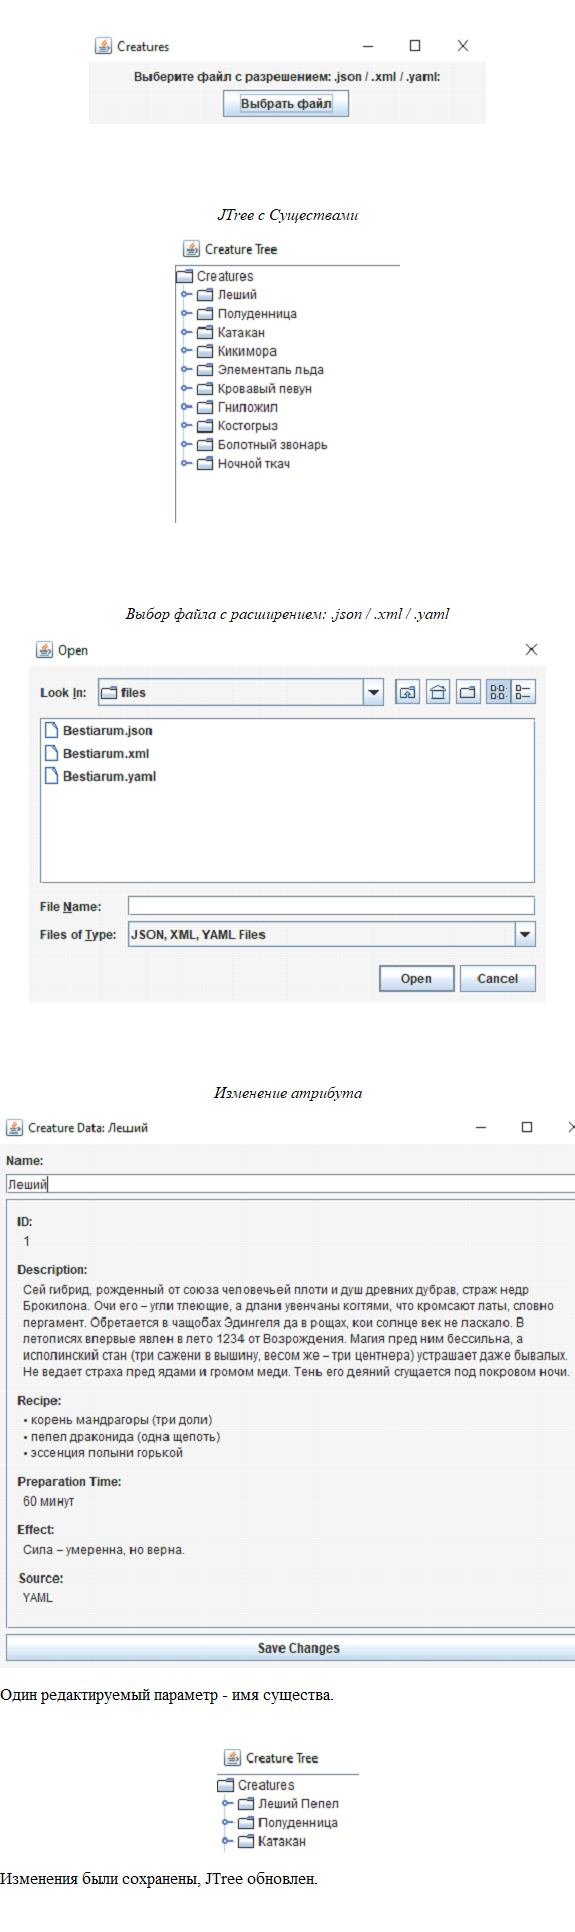 Creatures
Выберите файл с разрешением: .json / .xml / .yaml:
Выбрать файл
JTree с Существами
Creature Tree
Creatures
Леший
Полуденница
Катакан
Кикимора
Элементаль льда
Кровавый певун
Гниложил
Костогрыз
Болотный звонарь
Ночной ткач
Выбор файла с расширением: .json / .xml / .yaml
Open
Look In: files
Bestiarum.json
Bestiarum.xml
Bestiarum.yaml
File Name:
Files of Type: JSON, XML, YAML Files
Open Cancel
Изменение атрибута
Creature Data: Леший
Name:
Леший
ID:
1
Description:
Сей гибрид, рожденный от союза человечьей плоти и душ древних дубрав, страж недр
Брокилона. Очи его – угли тлеющие, а длани увенчаны когтями, что кромсают латы, словно
пергамент. Обретается в чащобах Эдингеля да в рощах, кои солнце век не ласкало. В
летописях впервые явлен в лето 1234 от Возрождения. Магия пред ним бессильна, а
исполинский стан (три сажени в вышину, весом же – три центнера) устрашает даже бывалых.
Не ведает страха пред ядами и громом меди. Тень его деяний сгущается под покровом ночи.
Recipe:
• корень мандрагоры (три доли)
• пепел драконида (одна щепоть)
• эссенция полыни горькой
Preparation Time:
60 минут
Effect:
Сила – умеренна, но верна.
Source:
YAML
Save Changes
Один редактируемый параметр - имя существа.
Creature Tree
Creatures
Леший Пепел
Полуденница
Катакан
Изменения были сохранены, JTree обновлен.